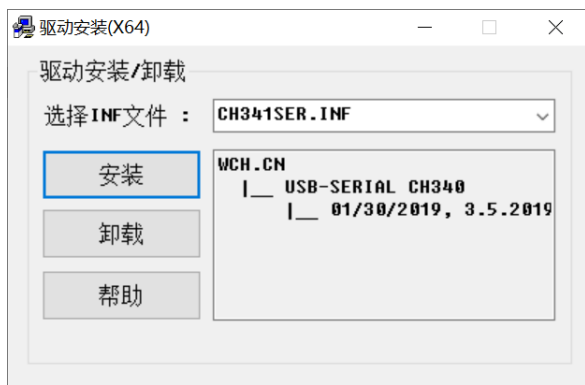 驱动安装(X64)
驱动安装/卸载
选择INF文件 : CH341SER.INF
安装
卸载
帮助
WCH.CN
|__ USB-SERIAL CH340
|__ 01/30/2019, 3.5.2019